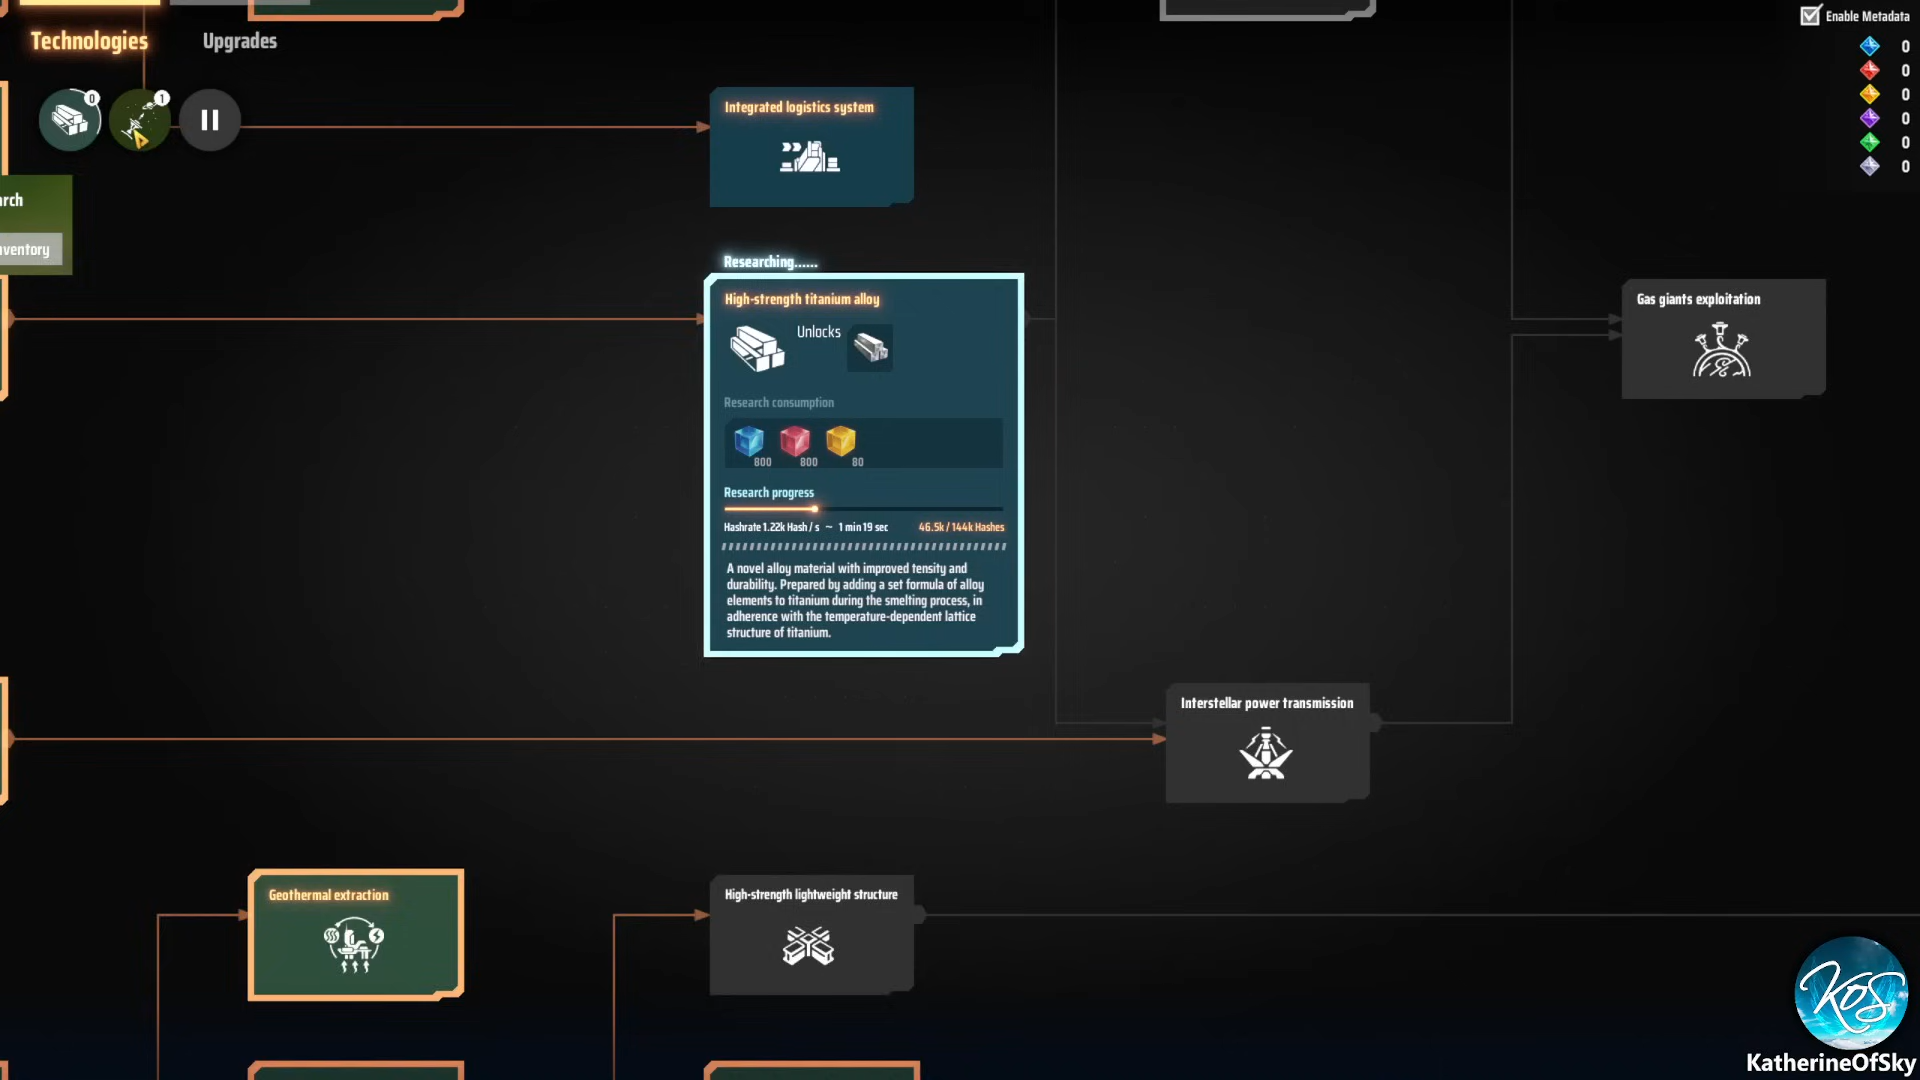 Technologies
Upgrades
Enable Metadata
0
0
0
0
0
0
0
1
Integrated logistics system
rch
nventory
Researching......
High-strength titanium alloy
Unlocks
Research consumption
800
800
80
Research progress
Hashrate 1.22k Hash / s ~ 1 min 19 sec
46.5k / 144k Hashes
A novel alloy material with improved tensity and
durability. Prepared by adding a set formula of alloy
elements to titanium during the smelting process, in
adherence with the temperature-dependent lattice
structure of titanium.
Gas giants exploitation
Interstellar power transmission
Geothermal extraction
High-strength lightweight structure
KoS
KatherineOfSky